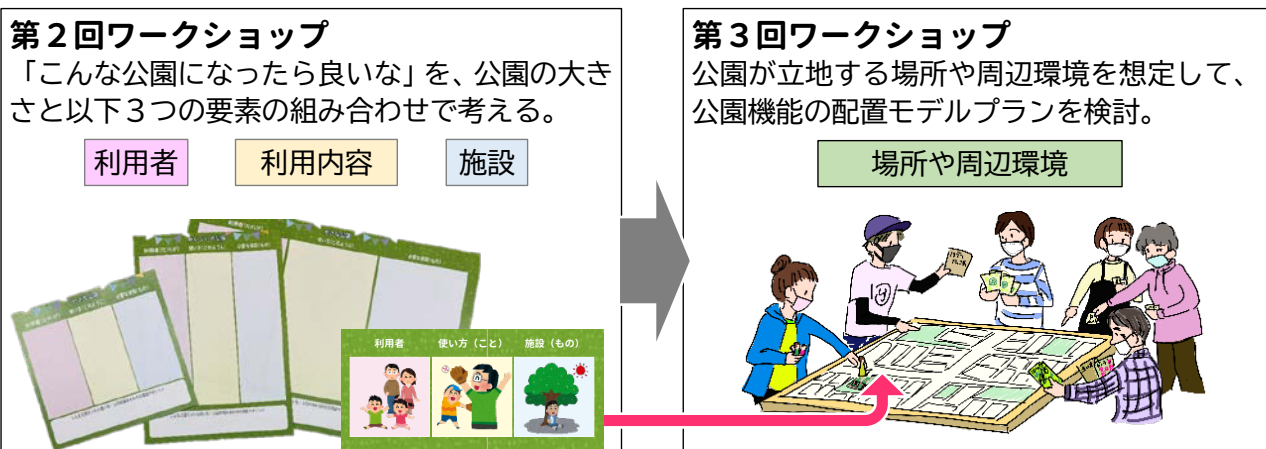 第２回ワークショップ
「こんな公園になったら良いな」を、公園の大き
さと以下３つの要素の組み合わせで考える。
利用者
利用内容
施設
利用者
使い方（こと）
施設（もの）
第３回ワークショップ
公園が立地する場所や周辺環境を想定して、
公園機能の配置モデルプランを検討。
場所や周辺環境